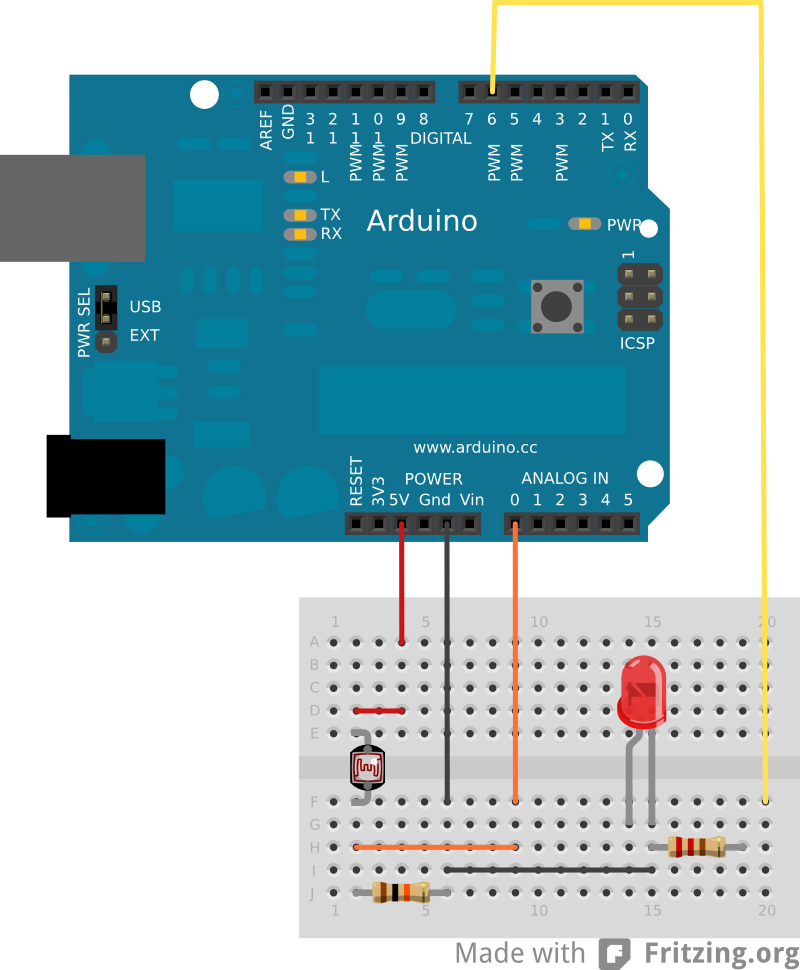 AREF GND 13 12 11 10 9 8 7 6 5 4 3 2 1 0
PWM PWM PWM DIGITAL PWM PWM PWM TX RX
L
TX
RX
Arduino
PWR
1
ICSP
PWR SEL
USB
EXT
www.arduino.cc
RESET 3V3 POWER ANALOG IN
5V Gnd Vin 0 1 2 3 4 5
1 5 10 15 20
A
B
C
D
E
F
G
H
I
J
1 5 10 15 20
Made with Fritzing.org